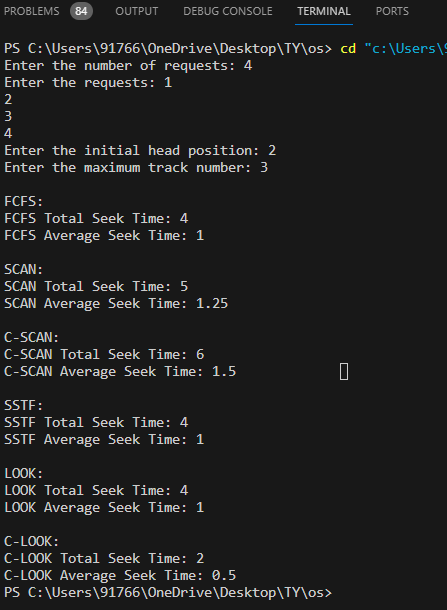 PROBLEMS 84 OUTPUT DEBUG CONSOLE TERMINAL PORTS
PS C:\Users\91766\OneDrive\Desktop\TY\os> cd "c:\Users\9
Enter the number of requests: 4
Enter the requests: 1
2
3
4
Enter the initial head position: 2
Enter the maximum track number: 3
FCFS:
FCFS Total Seek Time: 4
FCFS Average Seek Time: 1
SCAN:
SCAN Total Seek Time: 5
SCAN Average Seek Time: 1.25
C-SCAN:
C-SCAN Total Seek Time: 6
C-SCAN Average Seek Time: 1.5
SSTF:
SSTF Total Seek Time: 4
SSTF Average Seek Time: 1
LOOK:
LOOK Total Seek Time: 4
LOOK Average Seek Time: 1
C-LOOK:
C-LOOK Total Seek Time: 2
C-LOOK Average Seek Time: 0.5
PS C:\Users\91766\OneDrive\Desktop\TY\os>